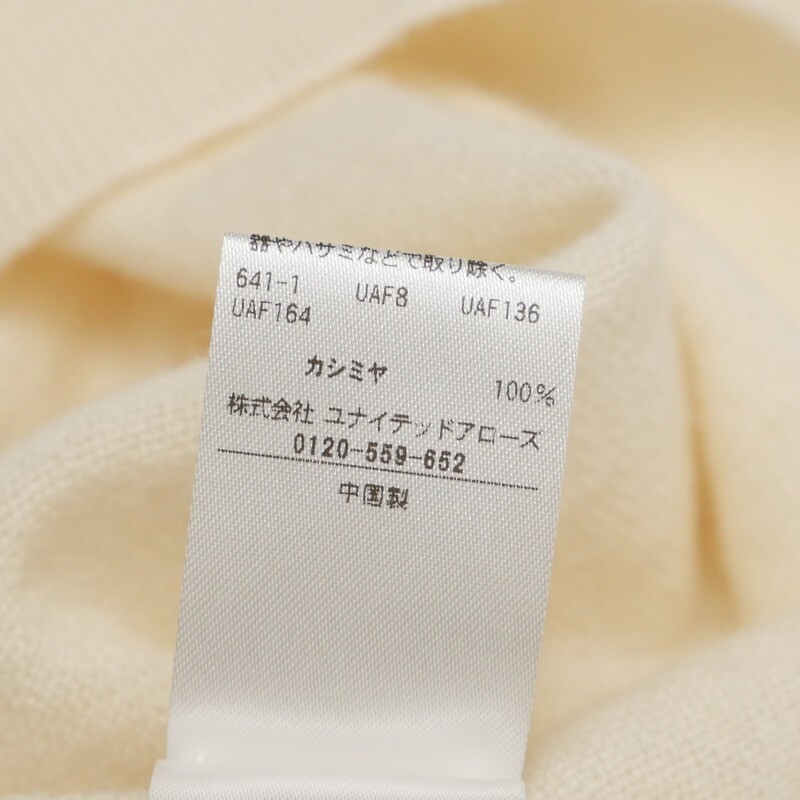 器やハサミなどで取り除く。
641-1 UAF8 UAF136
UAF164
カシミヤ 100%
株式会社 ユナイテッドアローズ
0120-559-652
中国製